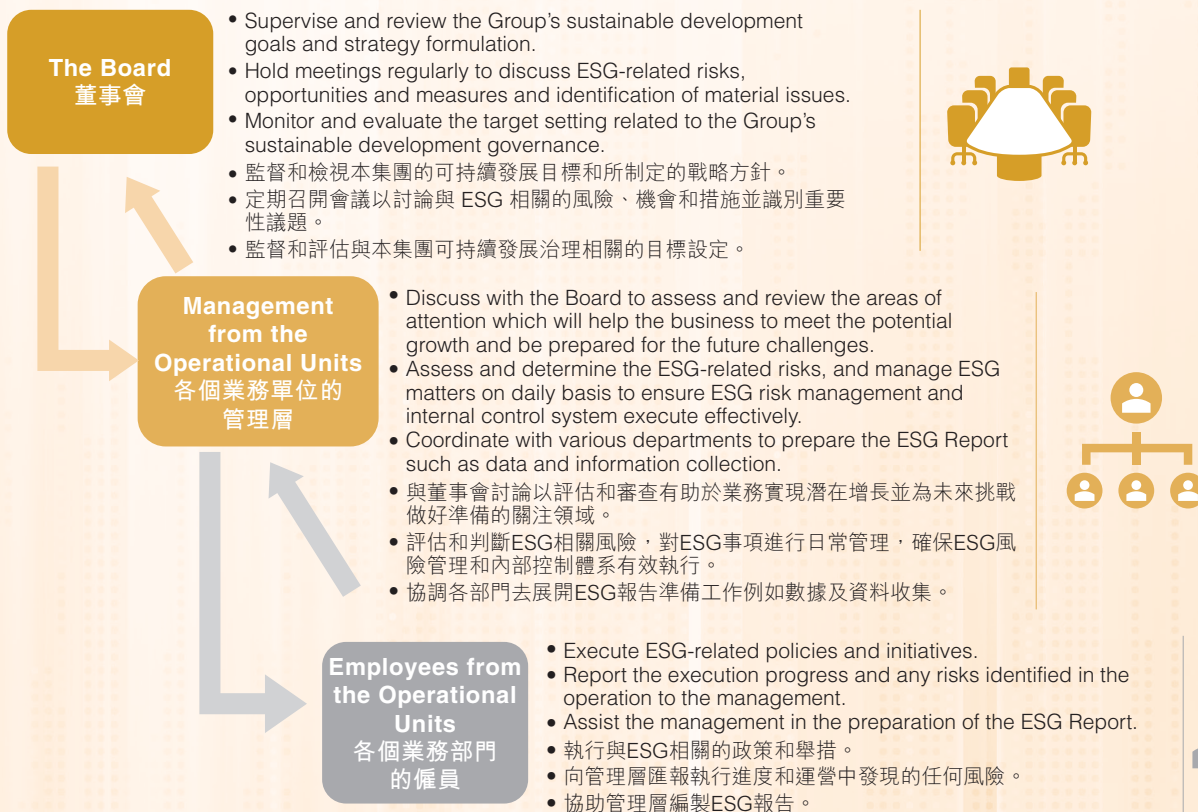 The Board
董事會
• Supervise and review the Group's sustainable development
goals and strategy formulation.
• Hold meetings regularly to discuss ESG-related risks,
opportunities and measures and identification of material issues.
• Monitor and evaluate the target setting related to the Group's
sustainable development governance.
• 監督和檢視本集團的可持續發展目標和所制定的戰略方針。
• 定期召開會議以討論與 ESG 相關的風險、機會和措施並識別重要
性議題。
• 監督和評估與本集團可持續發展治理相關的目標設定。
Management
from the
Operational Units
各個業務單位的
管理層
• Discuss with the Board to assess and review the areas of
attention which will help the business to meet the potential
growth and be prepared for the future challenges.
• Assess and determine the ESG-related risks, and manage ESG
matters on daily basis to ensure ESG risk management and
internal control system execute effectively.
• Coordinate with various departments to prepare the ESG Report
such as data and information collection.
• 與董事會討論以評估和審查有助於業務實現潛在增長並為未來挑戰
做好準備的關注領域。
• 評估和判斷ESG相關風險，對ESG事項進行日常管理，確保ESG風
險管理和內部控制體系有效執行。
• 協調各部門去展開ESG報告準備工作例如數據及資料收集。
Employees from
the Operational
Units
各個業務部門
的僱員
• Execute ESG-related policies and initiatives.
• Report the execution progress and any risks identified in the
operation to the management.
• Assist the management in the preparation of the ESG Report.
• 執行與ESG相關的政策和舉措。
• 向管理層匯報執行進度和運營中發現的任何風險。
• 協助管理層編製ESG報告。